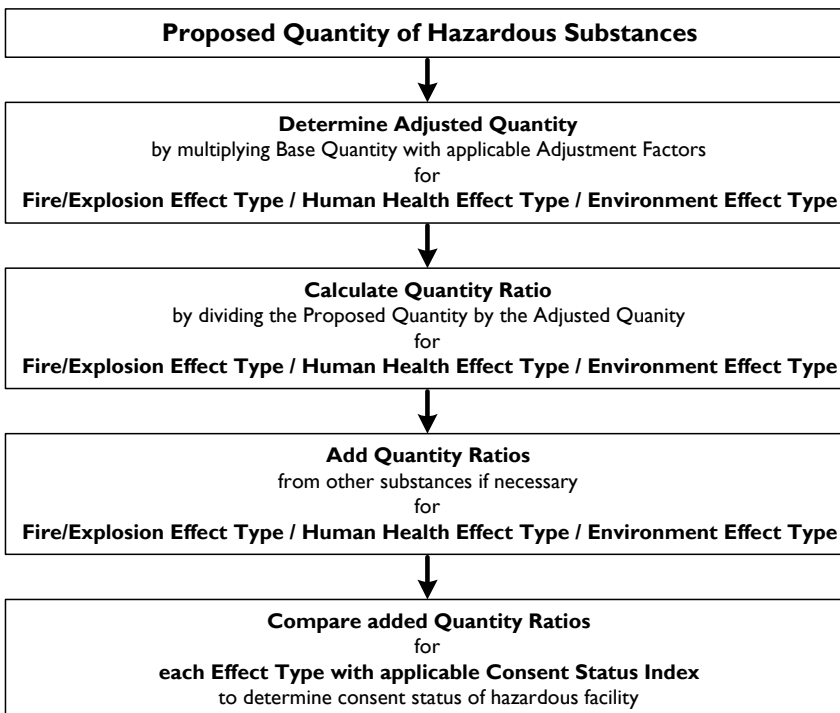 Proposed Quantity of Hazardous Substances
Determine Adjusted Quantity
by multiplying Base Quantity with applicable Adjustment Factors
for
Fire/Explosion Effect Type / Human Health Effect Type / Environment Effect Type
Calculate Quantity Ratio
by dividing the Proposed Quantity by the Adjusted Quanity
for
Fire/Explosion Effect Type / Human Health Effect Type / Environment Effect Type
Add Quantity Ratios
from other substances if necessary
for
Fire/Explosion Effect Type / Human Health Effect Type / Environment Effect Type
Compare added Quantity Ratios
for
each Effect Type with applicable Consent Status Index
to determine consent status of hazardous facility